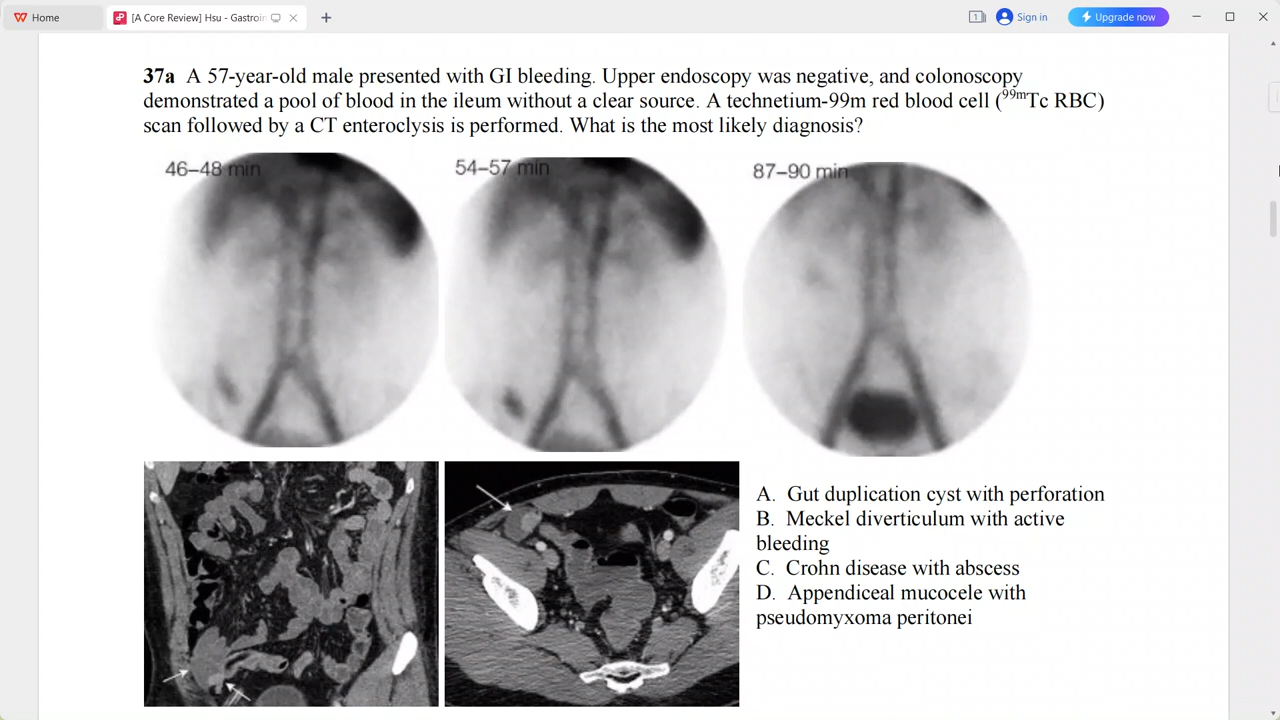 Home
[A Core Review] Hsu - Gastroin
Sign in
Upgrade now
37a A 57-year-old male presented with GI bleeding. Upper endoscopy was negative, and colonoscopy
demonstrated a pool of blood in the ileum without a clear source. A technetium-99m red blood cell (99mTc RBC)
scan followed by a CT enteroclysis is performed. What is the most likely diagnosis?
46–48 min
54–57 min
87–90 min
A. Gut duplication cyst with perforation
B. Meckel diverticulum with active
bleeding
C. Crohn disease with abscess
D. Appendiceal mucocele with
pseudomyxoma peritonei